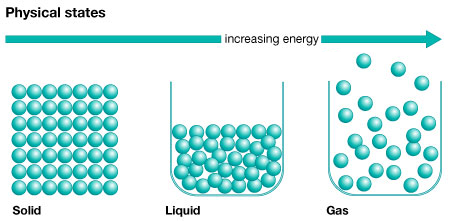 Physical states
increasing energy
Solid
Liquid
Gas